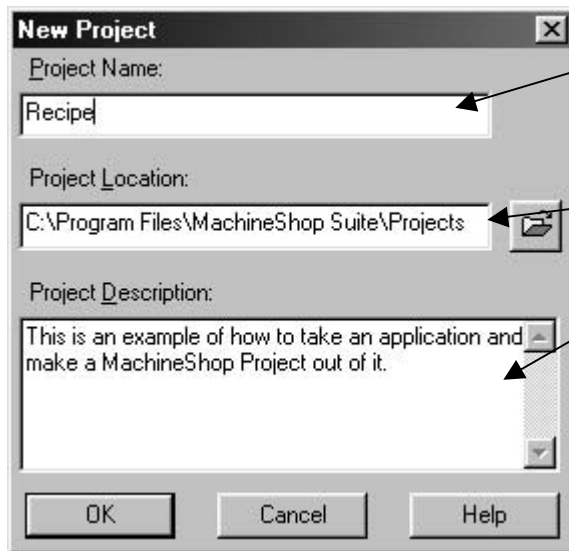 New Project
Project Name:
Recipe
Project Location:
C:\Program Files\MachineShop Suite\Projects
Project Description:
This is an example of how to take an application and
make a MachineShop Project out of it.
OK
Cancel
Help